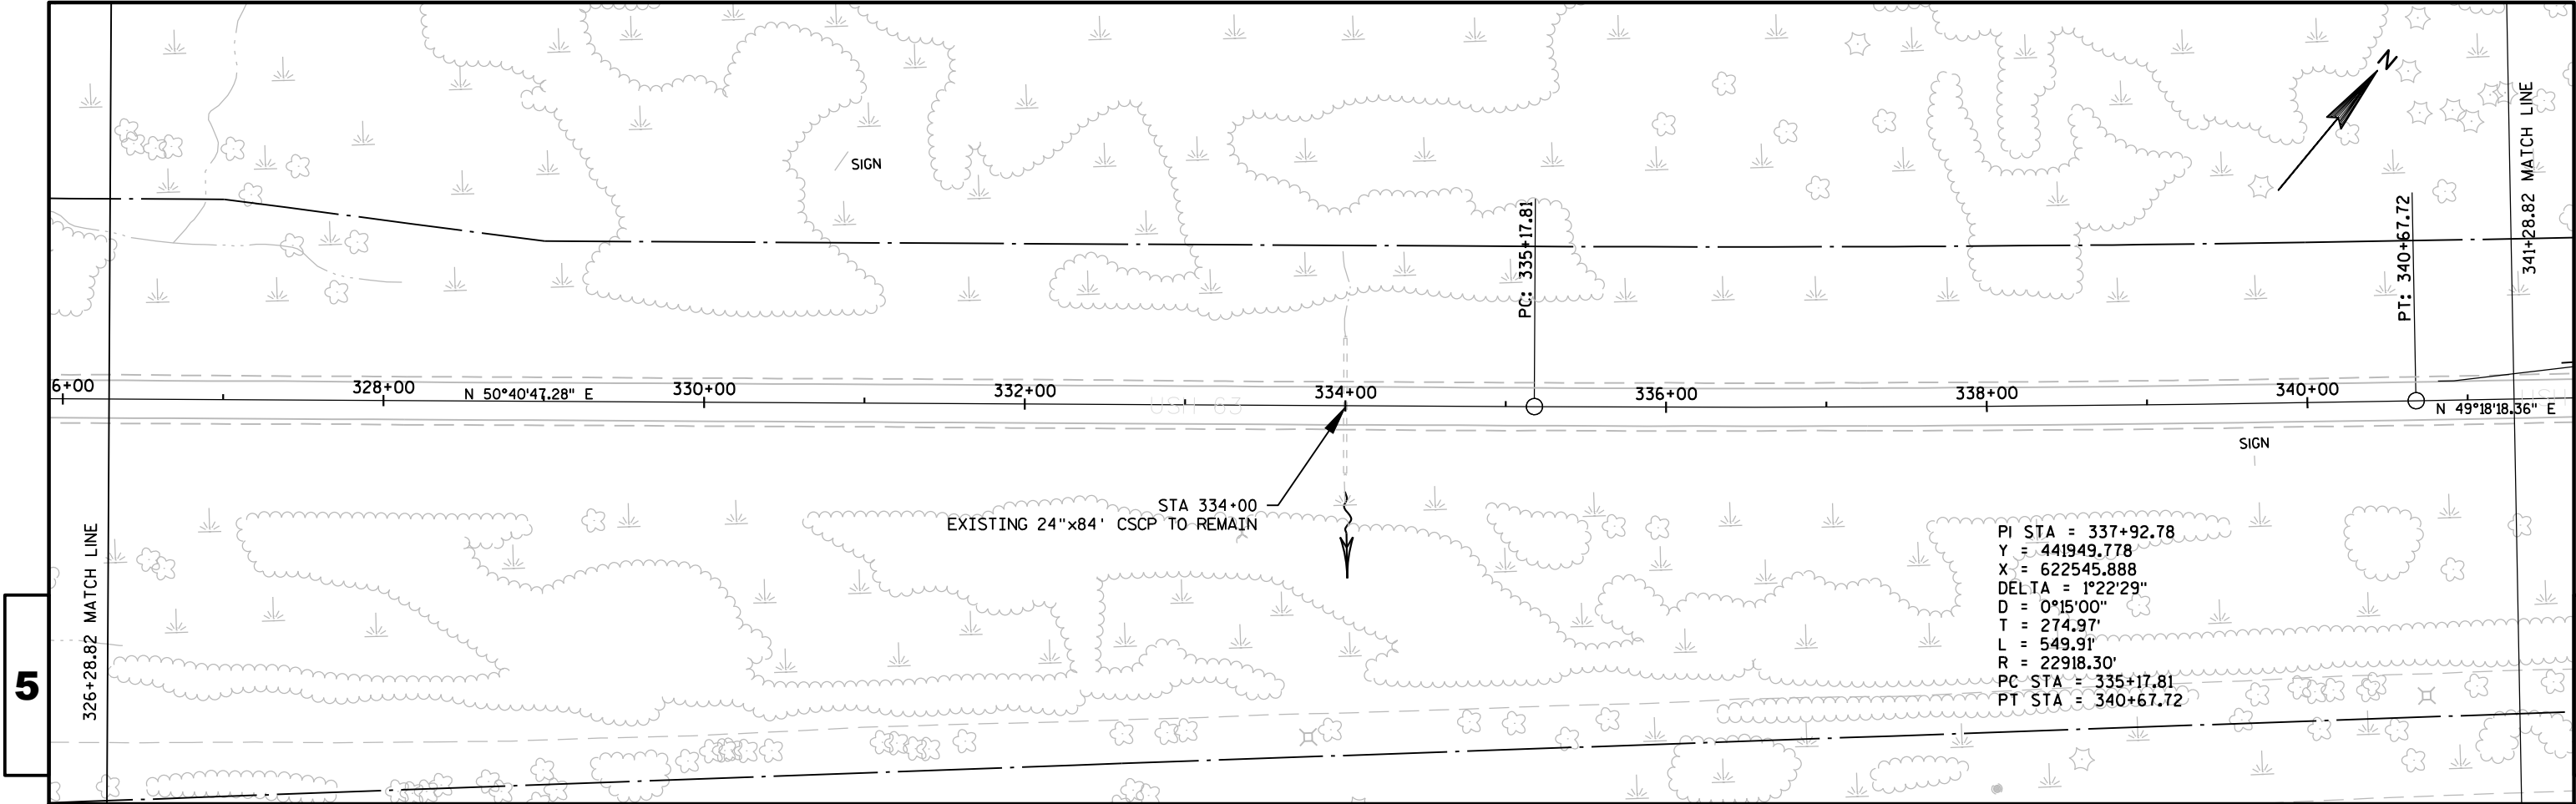 N
SIGN
PC: 335+17.81
PT: 340+67.72
341+28.82 MATCH LINE
6+00
328+00
N 50°40'47.28" E
330+00
332+00
USH 63
334+00
336+00
338+00
340+00
USH
N 49°18'18.36" E
SIGN
STA 334+00
EXISTING 24"x84' CSCP TO REMAIN
326+28.82 MATCH LINE
PI STA = 337+92.78
Y = 441949.778
X = 622545.888
DELTA = 1°22'29"
D = 0°15'00"
T = 274.97'
L = 549.91'
R = 22918.30'
PC STA = 335+17.81
PT STA = 340+67.72
5